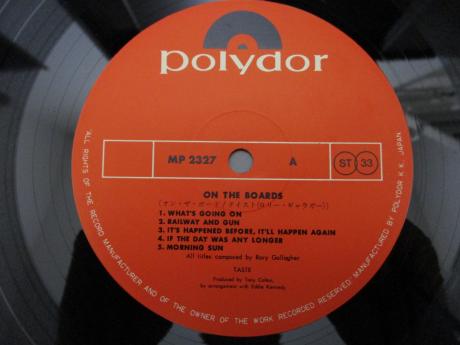 polydor
MP 2327
A
ST 33
ON THE BOARDS
(オン・ザ・ボード/テイスト(ロリー・ギャラガー))
1. WHAT'S GOING ON
2. RAILWAY AND GUN
3. IT'S HAPPENED BEFORE, IT'LL HAPPEN AGAIN
4. IF THE DAY WAS ANY LONGER
5. MORNING SUN
All titles composed by Rory Gallagher
TASTE
Produced by Tony Colton,
by arrangement with Eddie Kennedy
ALL RIGHTS OF THE RECORD MANUFACTURER AND OF THE OWNER OF THE WORK RECORDED RESERVED MANUFACTURED BY POLYDOR K.K. JAPAN